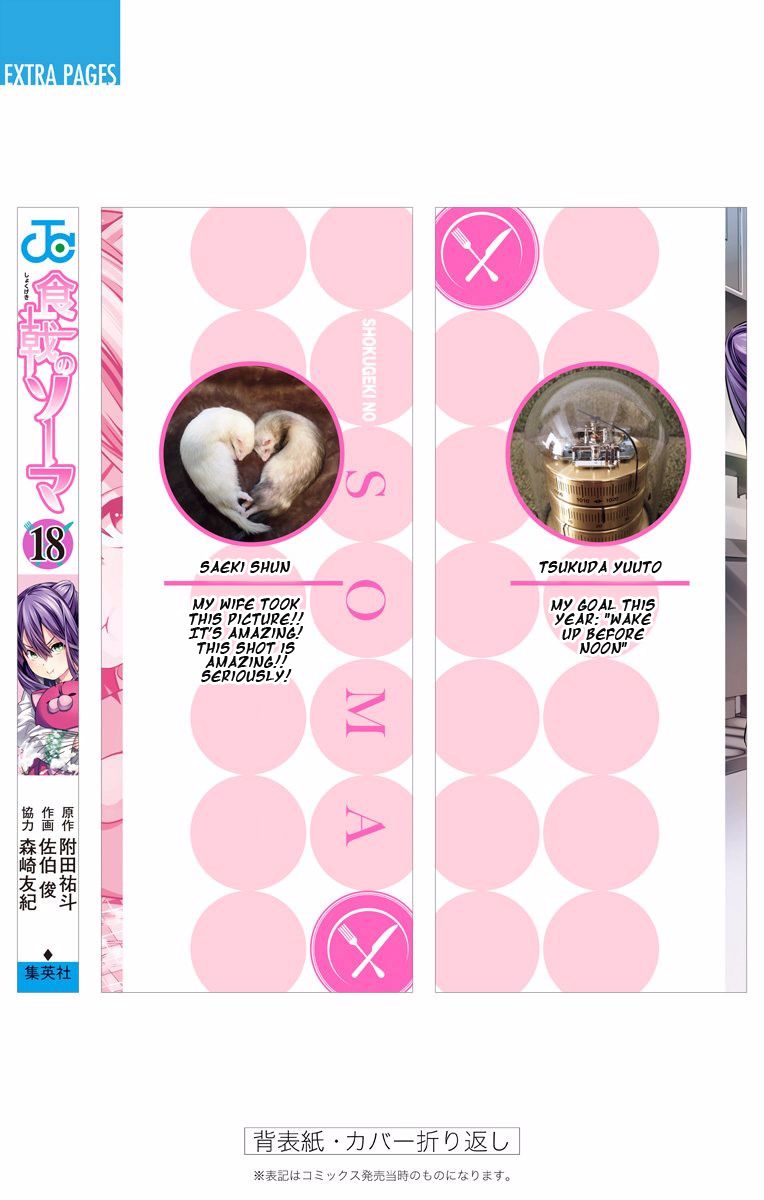 EXTRA PAGES
JC
食戟のソーマ
しょくげき
18
原作 附田祐斗
作画 佐伯 俊
協力 森崎友紀
集英社
SHOKUGEKI NO
SOMA
SAEKI SHUN
MY WIFE TOOK
THIS PICTURE!!
IT'S AMAZING!
THIS SHOT IS
AMAZING!!
SERIOUSLY!
TSUKUDA YUUTO
MY GOAL THIS
YEAR: "WAKE
UP BEFORE
NOON"
1010
1020
背表紙・カバー折り返し
※表記はコミックス発売当時のものになります。